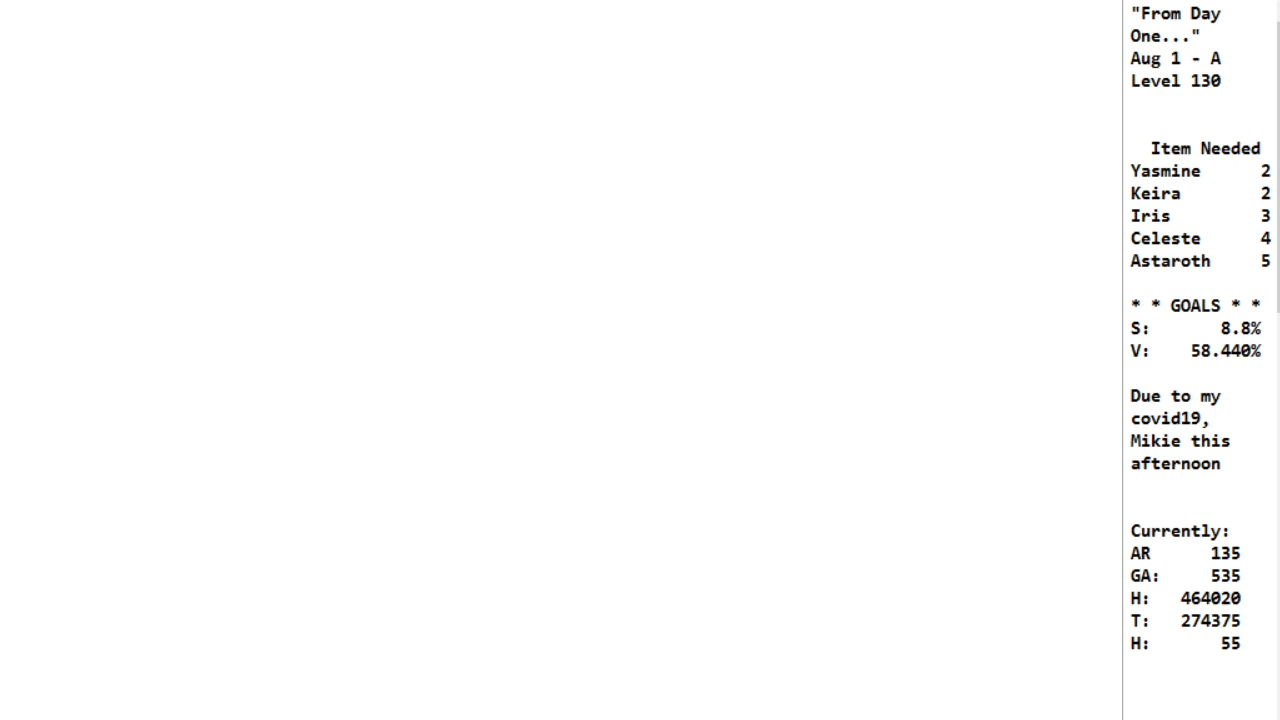 "From Day
One..."
Aug 1 - A
Level 130
Item Needed
Yasmine 2
Keira 2
Iris 3
Celeste 4
Astaroth 5
* * GOALS * *
S: 8.8%
V: 58.440%
Due to my
covid19,
Mikie this
afternoon
Currently:
AR 135
GA: 535
H: 464020
T: 274375
H: 55